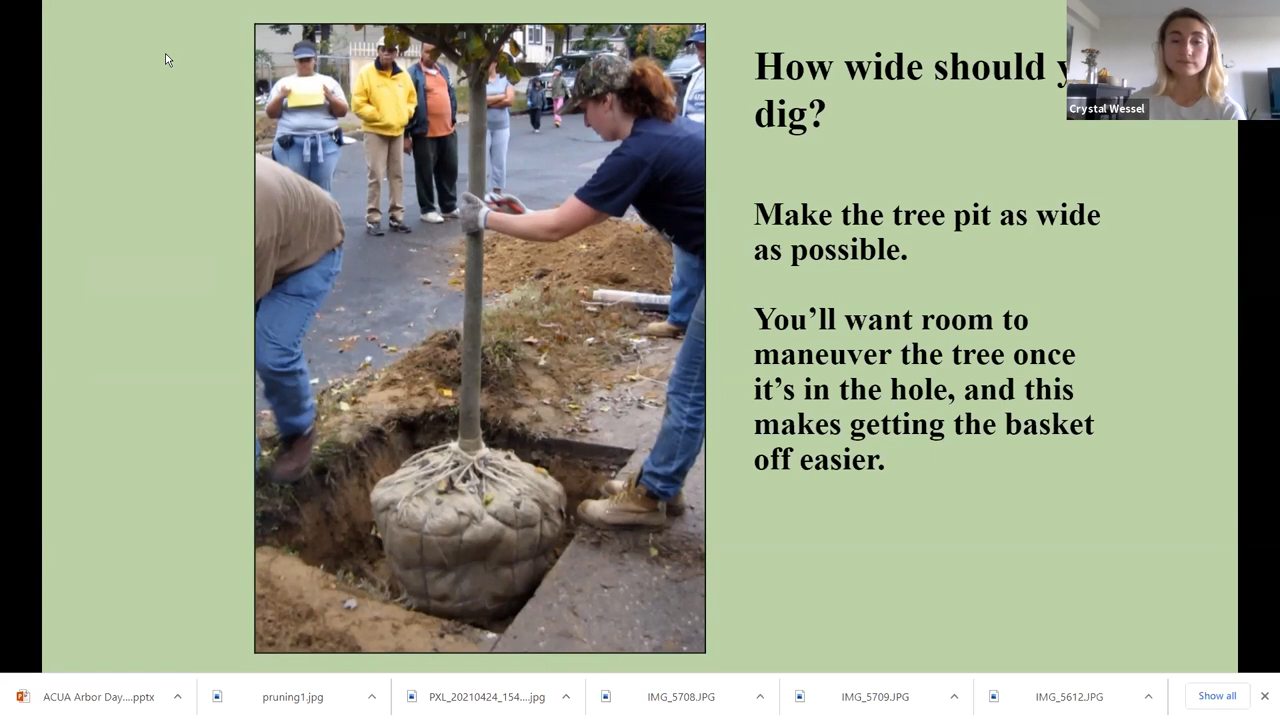 How wide should y
dig?
Crystal Wessel
Make the tree pit as wide
as possible.
You’ll want room to
maneuver the tree once
it’s in the hole, and this
makes getting the basket
off easier.
ACUA Arbor Day....pptx
pruning1.jpg
PXL_20210424_154....jpg
IMG_5708.JPG
IMG_5709.JPG
IMG_5612.JPG
Show all